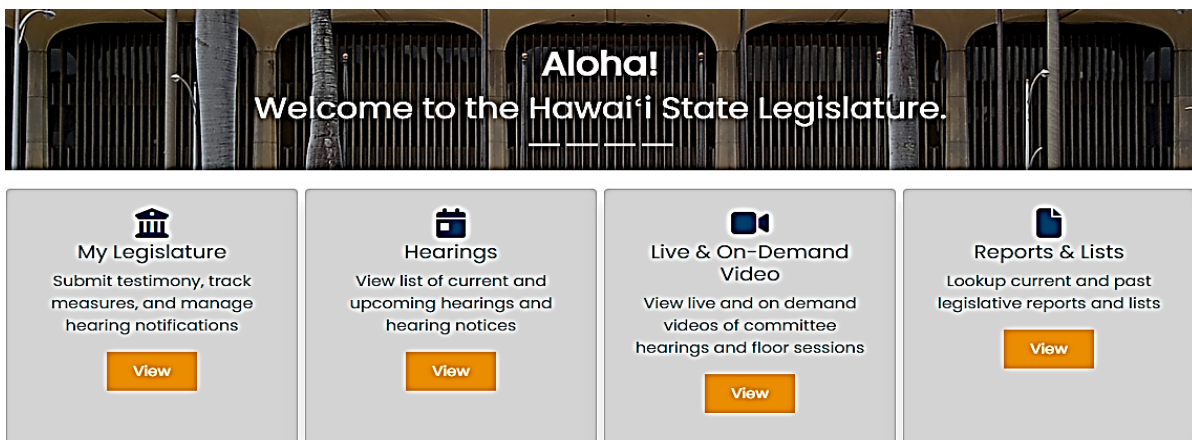 Aloha!
Welcome to the Hawaiʻi State Legislature.
My Legislature
Submit testimony, track
measures, and manage
hearing notifications
View
Hearings
View list of current and
upcoming hearings and
hearing notices
View
Live & On-Demand
Video
View live and on demand
videos of committee
hearings and floor sessions
View
Reports & Lists
Lookup current and past
legislative reports and lists
View